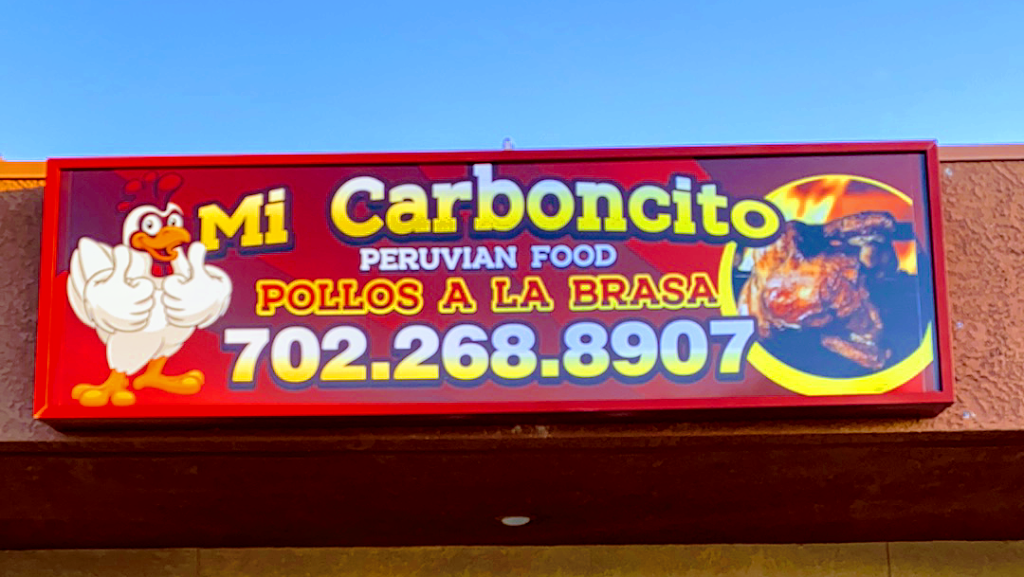 Mi Carboncito
PERUVIAN FOOD
POLLOS A LA BRASA
702.268.8907